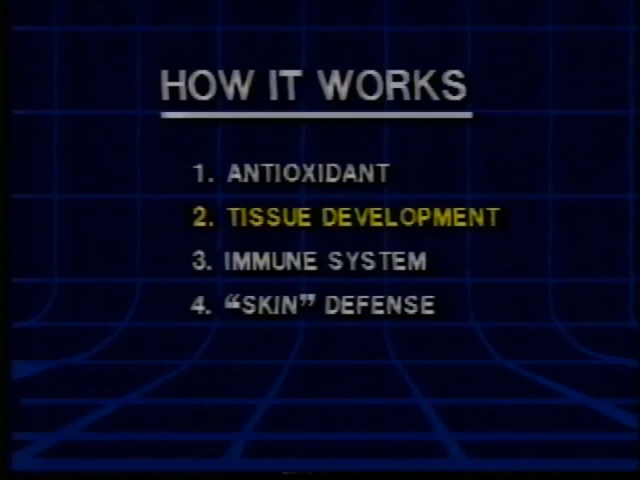 HOW IT WORKS
1. ANTIOXIDANT
2. TISSUE DEVELOPMENT
3. IMMUNE SYSTEM
4. “SKIN” DEFENSE